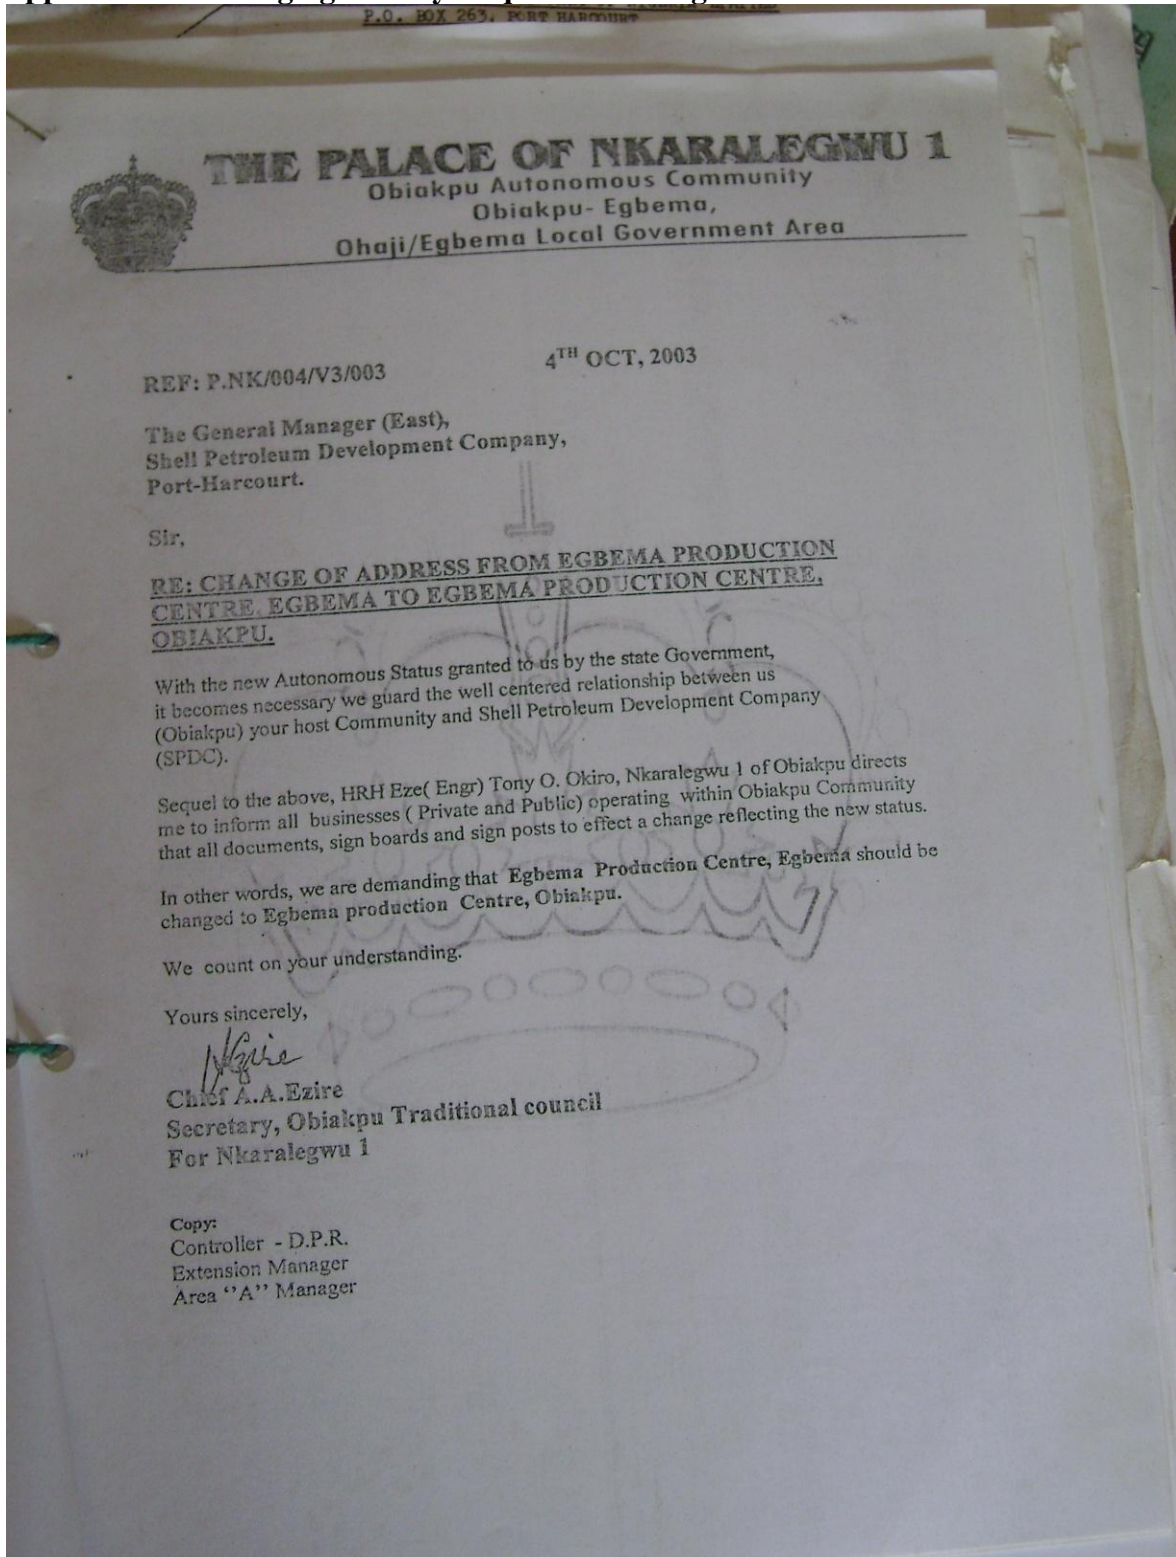 P.O. BOX 263, PORT HARCOURT
THE PALACE OF NKARALEGWU 1
Obiakpu Autonomous Community
Obiakpu- Egbema,
Ohaji/Egbema Local Government Area
REF: P.NK/004/V3/003
4TH OCT, 2003
The General Manager (East),
Shell Petroleum Development Company,
Port-Harcourt.
Sir,
RE: CHANGE OF ADDRESS FROM EGBEMA PRODUCTION
CENTRE, EGBEMA TO EGBEMA PRODUCTION CENTRE,
OBIAKPU.
With the new Autonomous Status granted to us by the state Government,
it becomes necessary we guard the well centered relationship between us
(Obiakpu) your host Community and Shell Petroleum Development Company
(SPDC).
Sequel to the above, HRH Eze( Engr) Tony O. Okiro, Nkaralegwu 1 of Obiakpu directs
me to inform all businesses ( Private and Public) operating within Obiakpu Community
that all documents, sign boards and sign posts to effect a change reflecting the new status.
In other words, we are demanding that Egbema Production Centre, Egbema should be
changed to Egbema production Centre, Obiakpu.
We count on your understanding.
Yours sincerely,
Chief A.A.Ezire
Secretary, Obiakpu Traditional council
For Nkaralegwu 1
Copy:
Controller - D.P.R.
Extension Manager
Area ‘’A’’ Manager